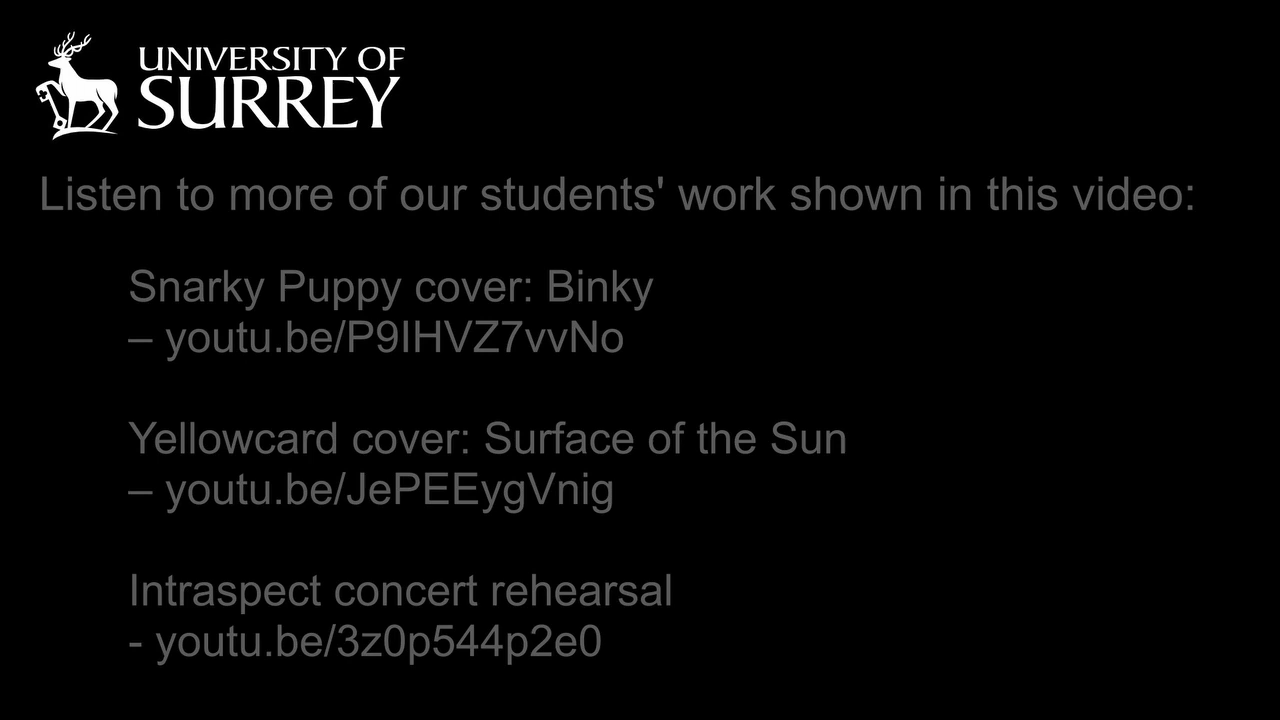 UNIVERSITY OF
SURREY
Listen to more of our students' work shown in this video:
Snarky Puppy cover: Binky
– youtu.be/P9IHVZ7vvNo
Yellowcard cover: Surface of the Sun
– youtu.be/JePEEygVnig
Intraspect concert rehearsal
- youtu.be/3z0p544p2e0